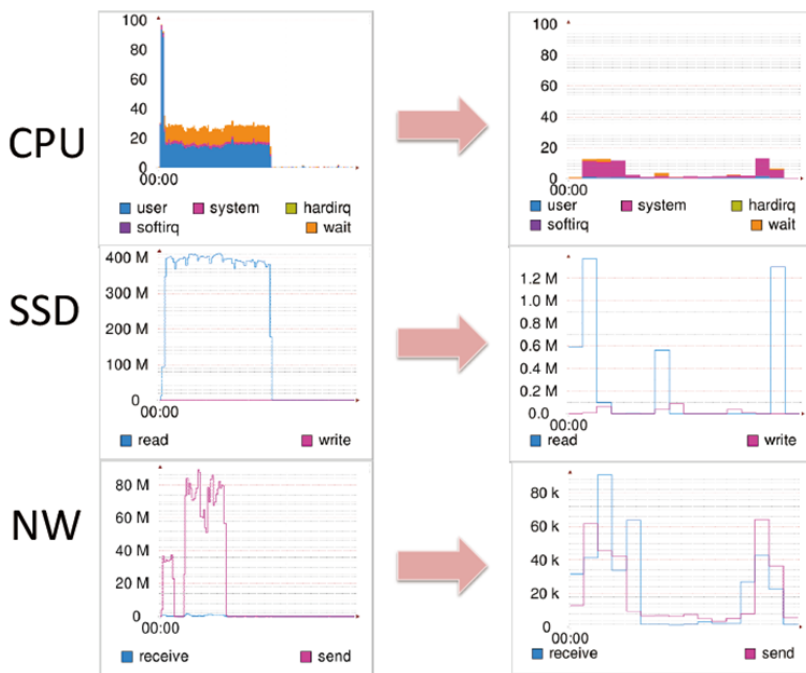 CPU
100
80
60
40
20
0
00:00
user system hardirq
softirq wait
100
80
60
40
20
0
00:00
user system hardirq
softirq wait
SSD
400 M
300 M
200 M
100 M
0
00:00
read write
1.2 M
1.0 M
0.8 M
0.6 M
0.4 M
0.2 M
0.0
00:00
read write
NW
80 M
60 M
40 M
20 M
0
00:00
receive send
80 k
60 k
40 k
20 k
0
00:00
receive send